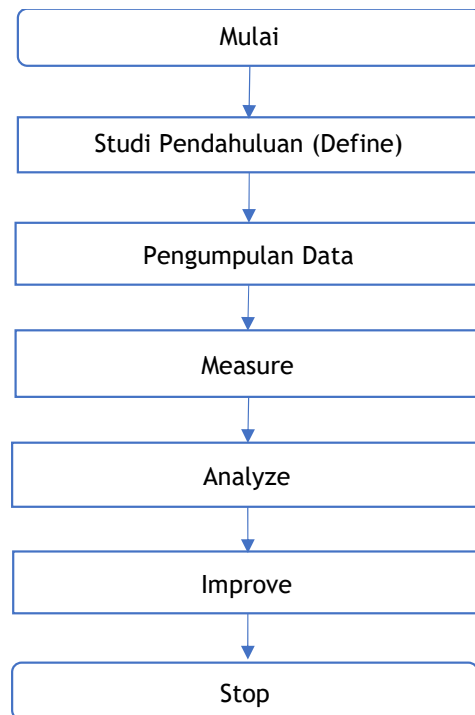 Mulai
Studi Pendahuluan (Define)
Pengumpulan Data
Measure
Analyze
Improve
Stop